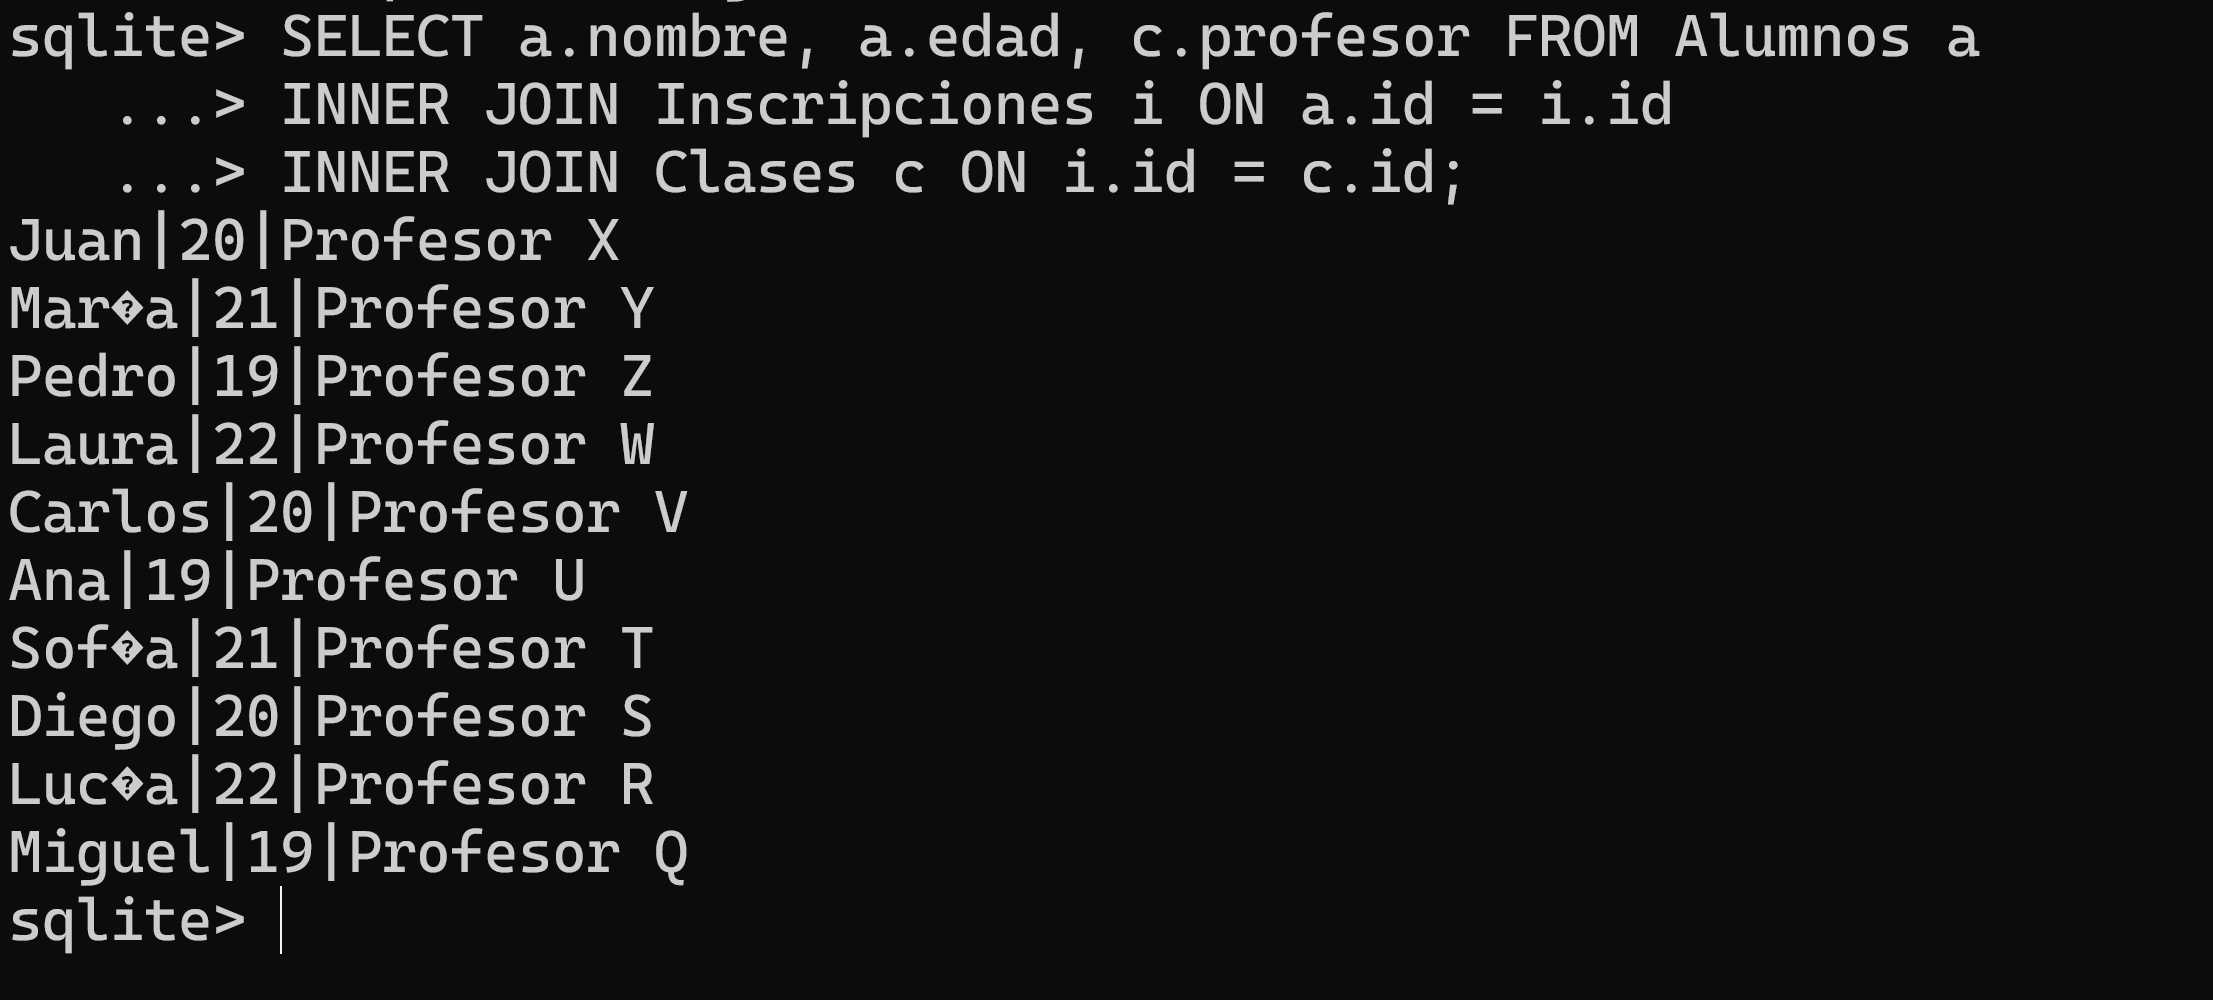 sqlite> SELECT a.nombre, a.edad, c.profesor FROM Alumnos a
   ...> INNER JOIN Inscripciones i ON a.id = i.id
   ...> INNER JOIN Clases c ON i.id = c.id;
Juan|20|Profesor X
Mar�a|21|Profesor Y
Pedro|19|Profesor Z
Laura|22|Profesor W
Carlos|20|Profesor V
Ana|19|Profesor U
Sof�a|21|Profesor T
Diego|20|Profesor S
Luc�a|22|Profesor R
Miguel|19|Profesor Q
sqlite>